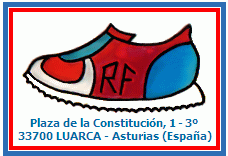 RF
Plaza de la Constitución, 1 - 3º
33700 LUARCA - Asturias (España)